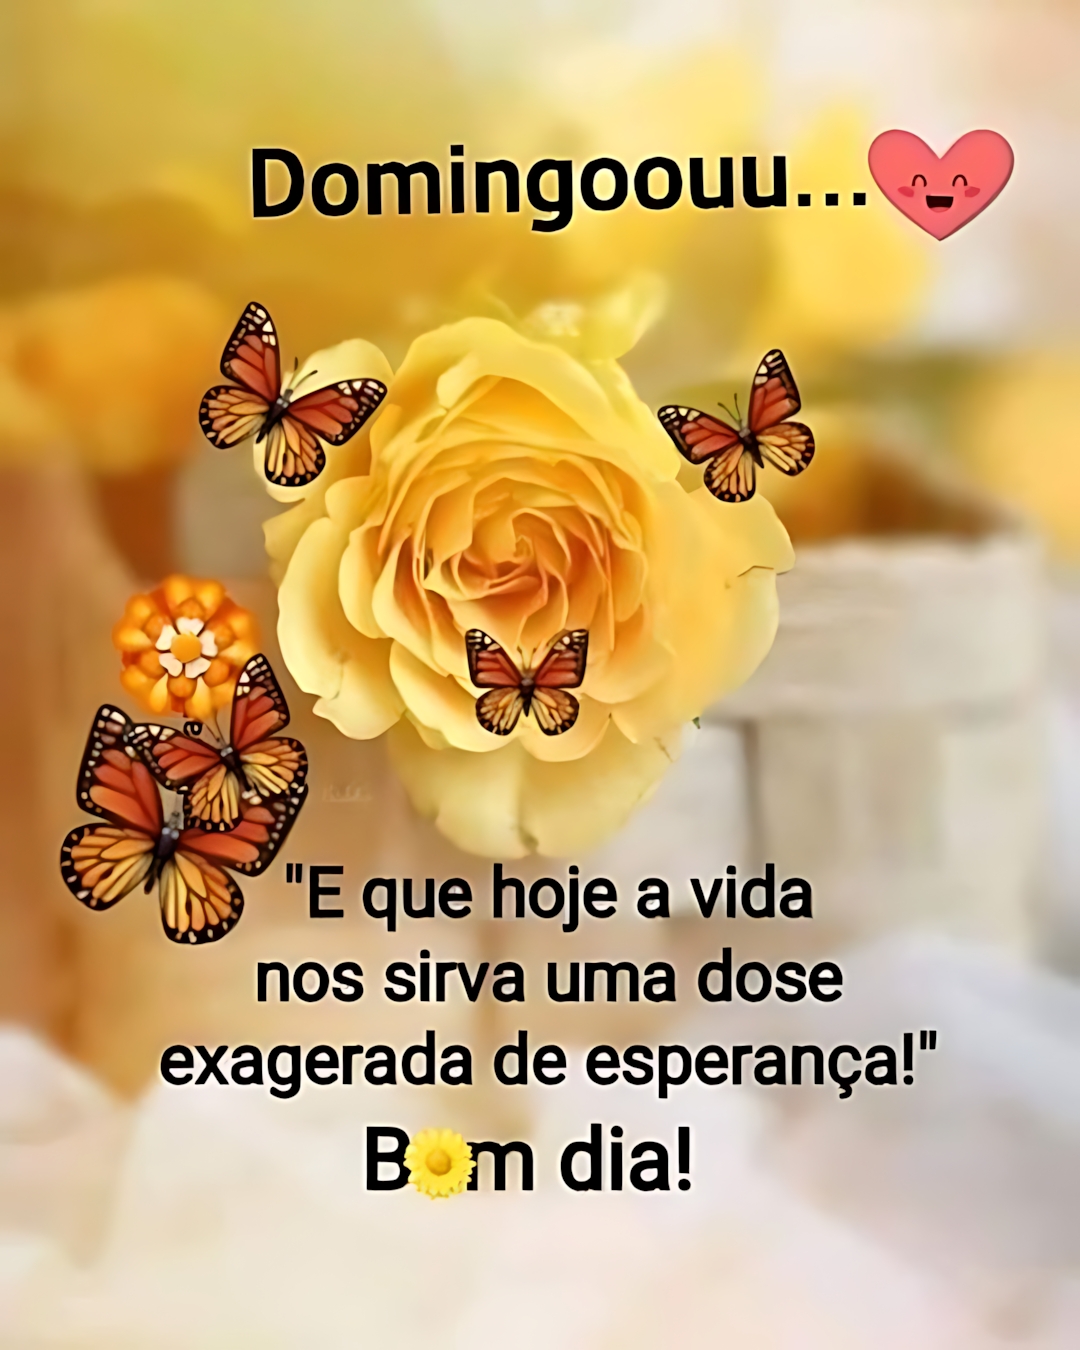 Domingoouu...
"E que hoje a vida
nos sirva uma dose
exagerada de esperança!"
Bom dia!